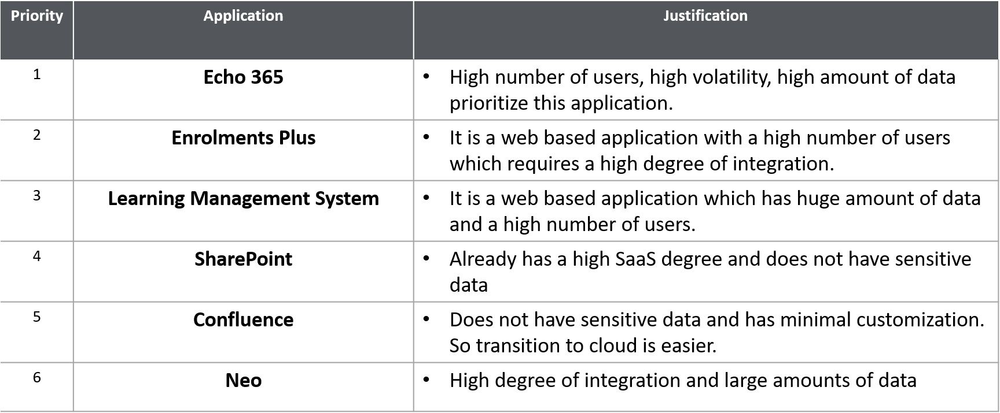 Priority Application Justification
1 Echo 365 • High number of users, high volatility, high amount of data
prioritize this application.
2 Enrolments Plus • It is a web based application with a high number of users
which requires a high degree of integration.
3 Learning Management System • It is a web based application which has huge amount of data
and a high number of users.
4 SharePoint • Already has a high SaaS degree and does not have sensitive
data
5 Confluence • Does not have sensitive data and has minimal customization.
So transition to cloud is easier.
6 Neo • High degree of integration and large amounts of data